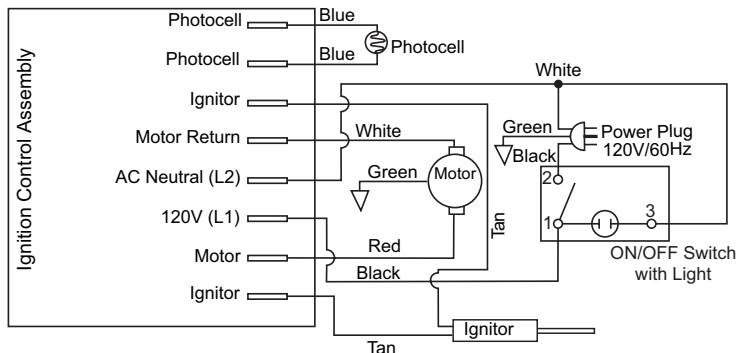 Ignition Control Assembly
Photocell
Blue
Photocell
Blue
Photocell
Ignitor
White
Motor Return
White
Green
Power Plug
120V/60Hz
AC Neutral (L2)
Green
Motor
Black
2
120V (L1)
1
3
Tan
Motor
Red
ON/OFF Switch
with Light
Black
Ignitor
Ignitor
Tan